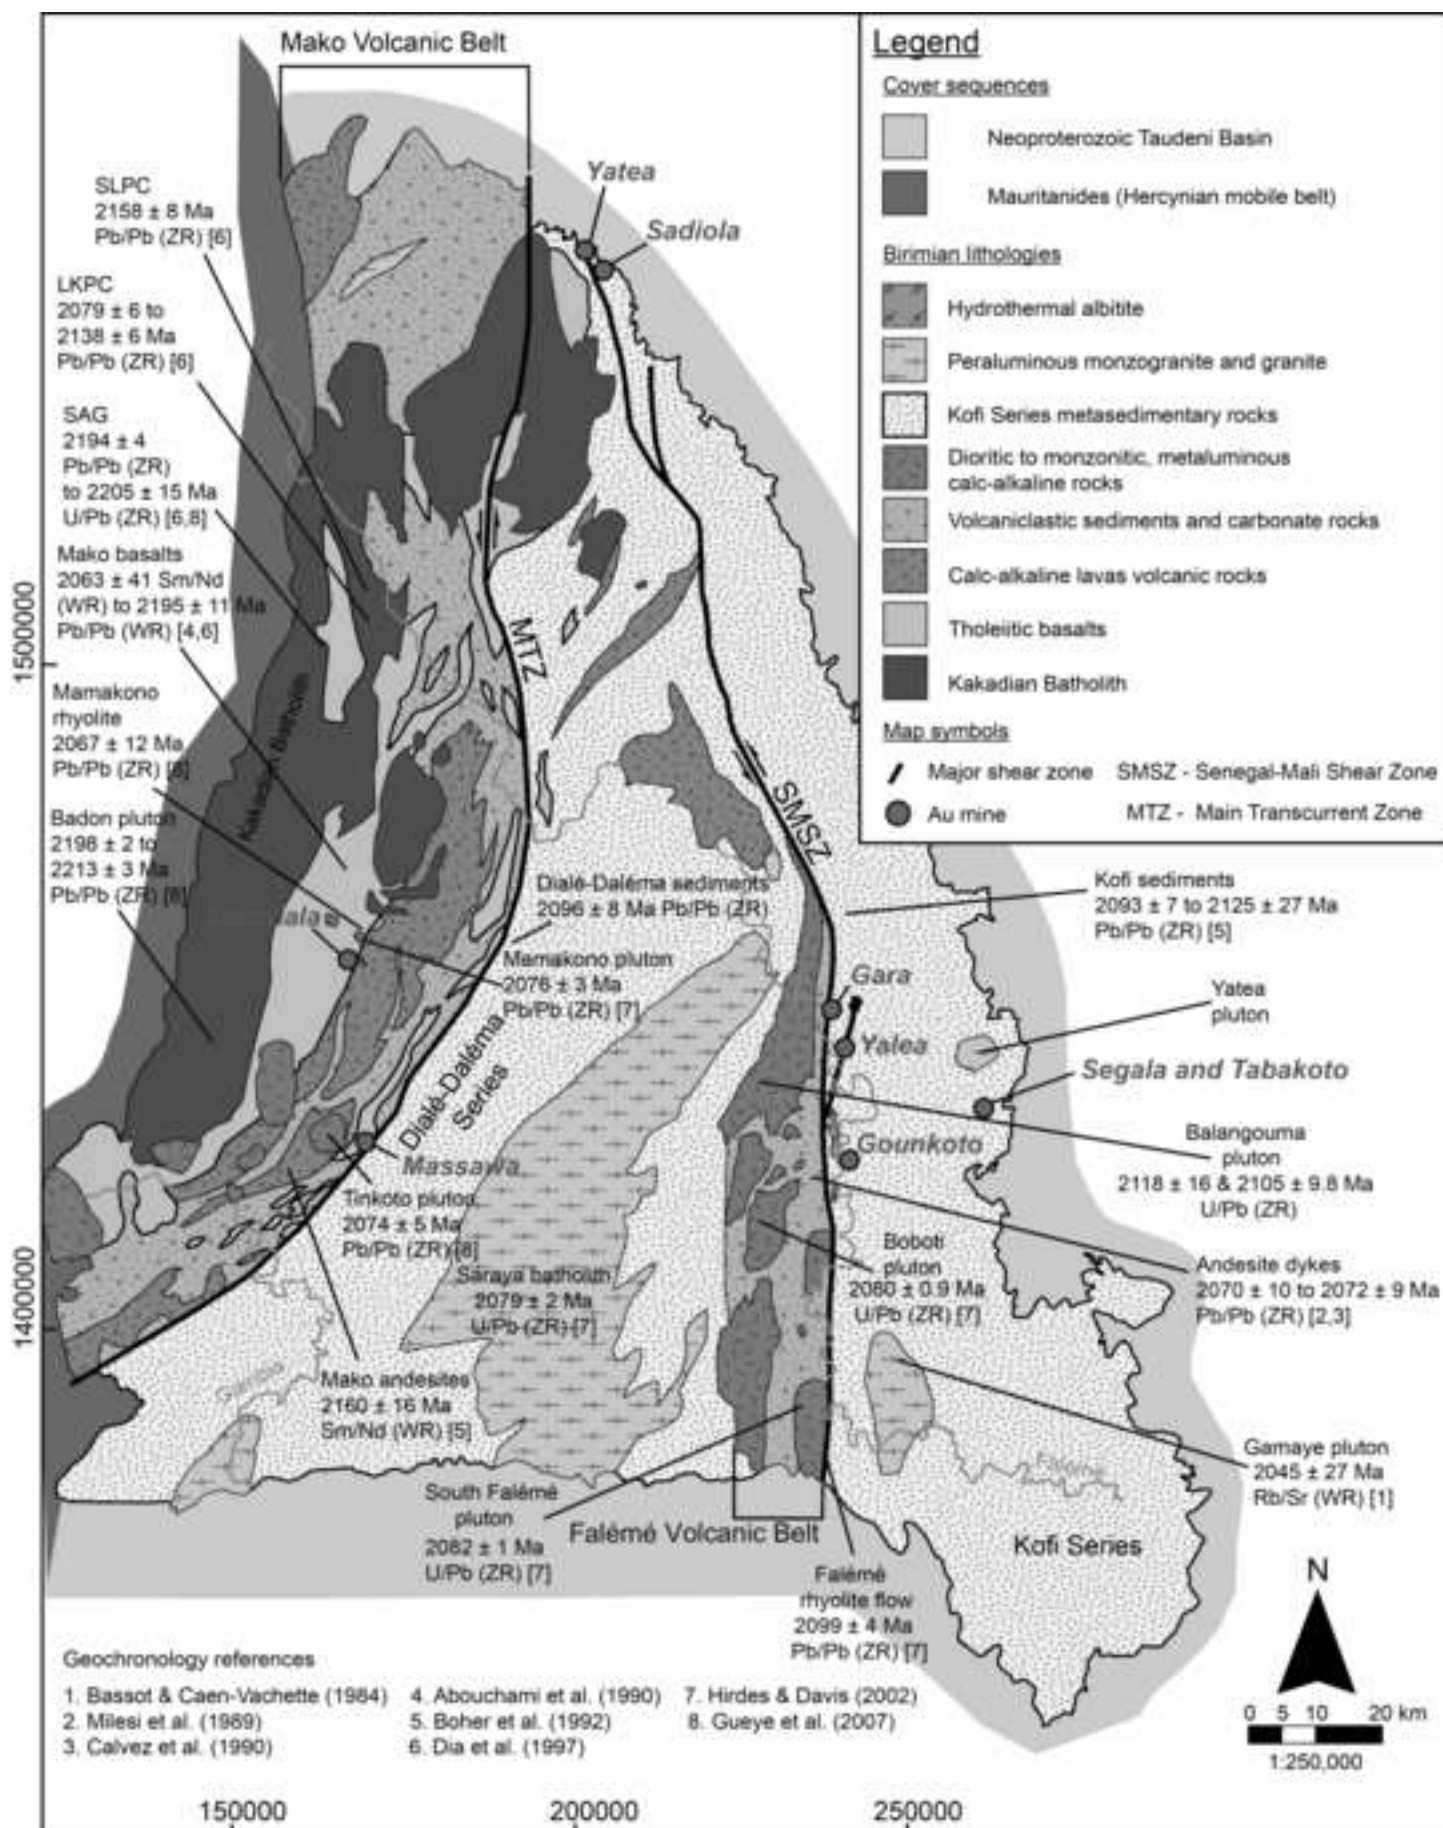 Mako Volcanic Belt
Legend
Cover sequences
Neoproterozoic Taudeni Basin
Mauritanides (Hercynian mobile belt)
Birimian lithologies
Hydrothermal albitite
Peraluminous monzogranite and granite
Kofi Series metasedimentary rocks
Dioritic to monzonitic, metaluminous
calc-alkaline rocks
Volcaniclastic sediments and carbonate rocks
Calc-alkaline lavas volcanic rocks
Tholeiitic basalts
Kakadian Batholith
Map symbols
Major shear zone
SMSZ - Senegal-Mali Shear Zone
Au mine
MTZ - Main Transcurrent Zone
Yatea
Sadiola
SLPC
2158 ± 8 Ma
Pb/Pb (ZR) [6]
LKPC
2079 ± 6 to
2138 ± 6 Ma
Pb/Pb (ZR) [6]
SAG
2194 ± 4
Pb/Pb (ZR)
to 2205 ± 15 Ma
U/Pb (ZR) [6,8]
Mako basalts
2063 ± 41 Sm/Nd
(WR) to 2195 ± 11 Ma
Pb/Pb (WR) [4,6]
Mamakono
rhyolite
2067 ± 12 Ma
Pb/Pb (ZR)
Badon pluton
2198 ± 2 to
2213 ± 3 Ma
Pb/Pb (ZR)
Kakadian Batholith
MTZ
SMSZ
1500000
1400000
Dialé-Daléma sediments
2096 ± 8 Ma Pb/Pb (ZR)
Memakono pluton
2076 ± 3 Ma
Pb/Pb (ZR) [7]
Dialé-Daléma
Series
Massawa
Tinkoto pluton
2074 ± 5 Ma
Pb/Pb (ZR) [8]
Saraya batholith
2079 ± 2 Ma
U/Pb (ZR) [7]
Mako andesites
2160 ± 16 Ma
Sm/Nd (WR) [5]
Gambia
Kofi sediments
2093 ± 7 to 2125 ± 27 Ma
Pb/Pb (ZR) [5]
Gara
Yalea
Gounkoto
Yatea
pluton
Segala and Tabakoto
Balangouma
pluton
2118 ± 16 & 2105 ± 9.8 Ma
U/Pb (ZR)
Boboti
pluton
2080 ± 0.9 Ma
U/Pb (ZR) [7]
Andesite dykes
2070 ± 10 to 2072 ± 9 Ma
Pb/Pb (ZR) [2,3]
Gamaye pluton
2045 ± 27 Ma
Rb/Sr (WR) [1]
Falémé
Kofi Series
South Falémé
pluton
2082 ± 1 Ma
U/Pb (ZR) [7]
Falémé Volcanic Belt
Falémé
rhyolite flow
2099 ± 4 Ma
Pb/Pb (ZR) [7]
N
0 5 10 20 km
1:250,000
Geochronology references
1. Bassot & Caen-Vachette (1984) 4. Abouchami et al. (1990) 7. Hirdes & Davis (2002)
2. Milesi et al. (1989) 5. Boher et al. (1992) 8. Gueye et al. (2007)
3. Calvez et al. (1990) 6. Dia et al. (1997)
150000 200000 250000